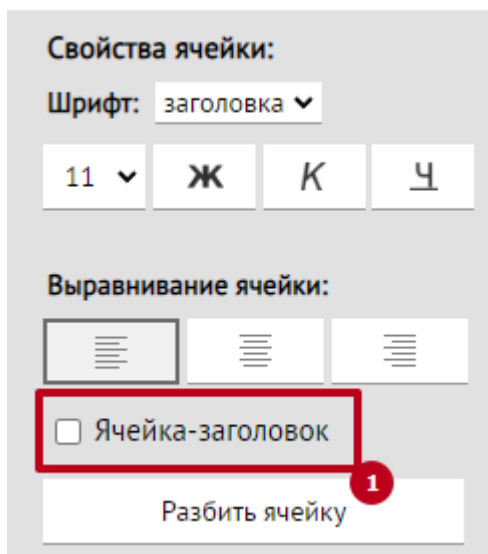 Свойства ячейки:
Шрифт: заголовка
11 Ж К Ч
Выравнивание ячейки:
Ячейка-заголовок
1
Разбить ячейку